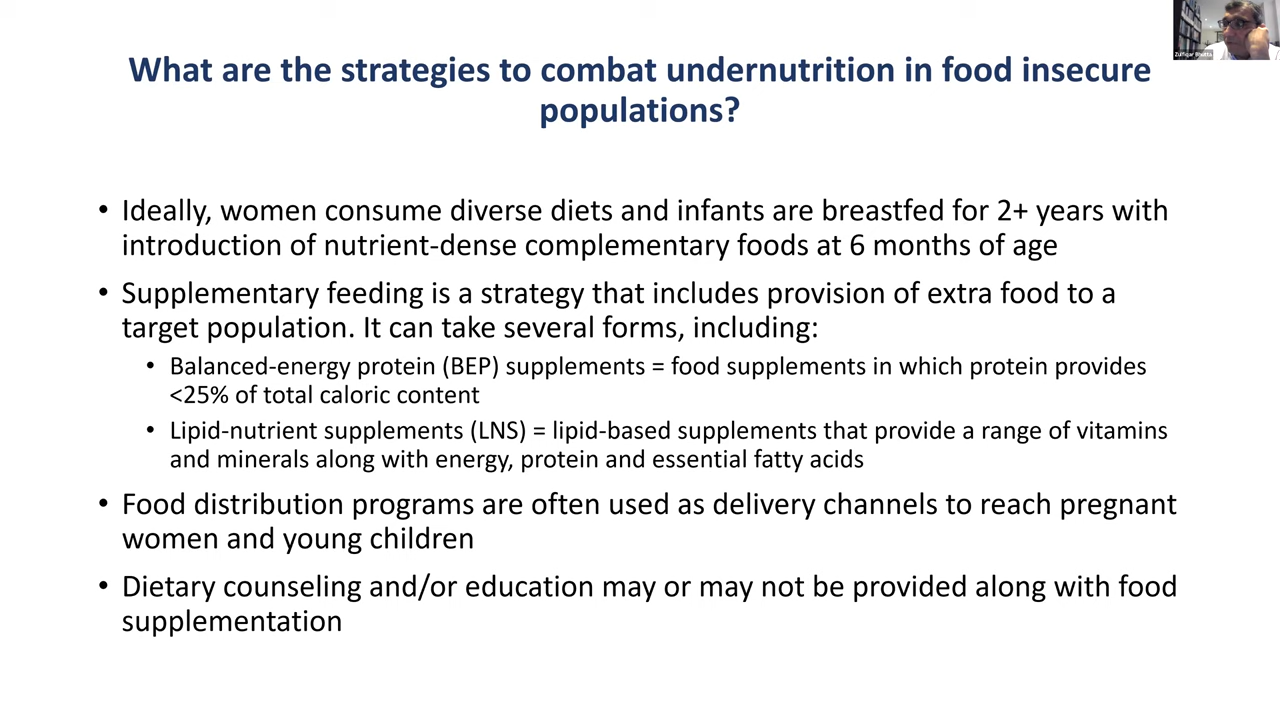 What are the strategies to combat undernutrition in food insecure
populations?
• Ideally, women consume diverse diets and infants are breastfed for 2+ years with
introduction of nutrient-dense complementary foods at 6 months of age
• Supplementary feeding is a strategy that includes provision of extra food to a
target population. It can take several forms, including:
• Balanced-energy protein (BEP) supplements = food supplements in which protein provides
<25% of total caloric content
• Lipid-nutrient supplements (LNS) = lipid-based supplements that provide a range of vitamins
and minerals along with energy, protein and essential fatty acids
• Food distribution programs are often used as delivery channels to reach pregnant
women and young children
• Dietary counseling and/or education may or may not be provided along with food
supplementation
Zulfiqar Bhutta